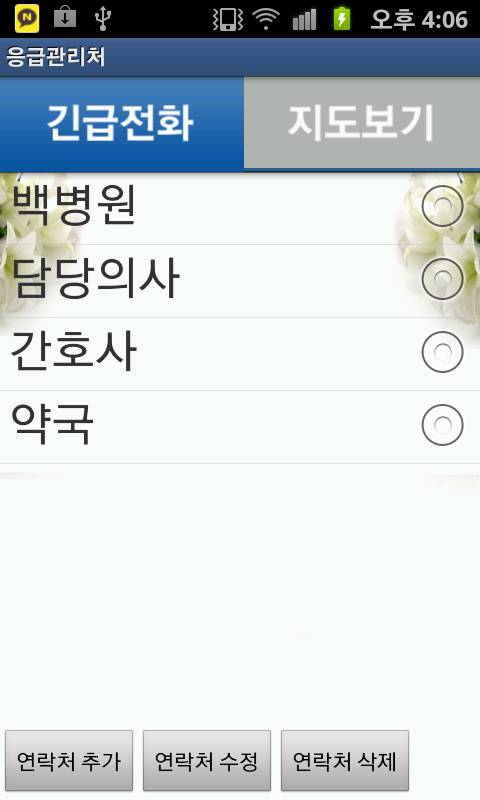 오후 4:06
응급관리처
긴급전화 지도보기
백병원
담당의사
간호사
약국
연락처 추가 연락처 수정 연락처 삭제